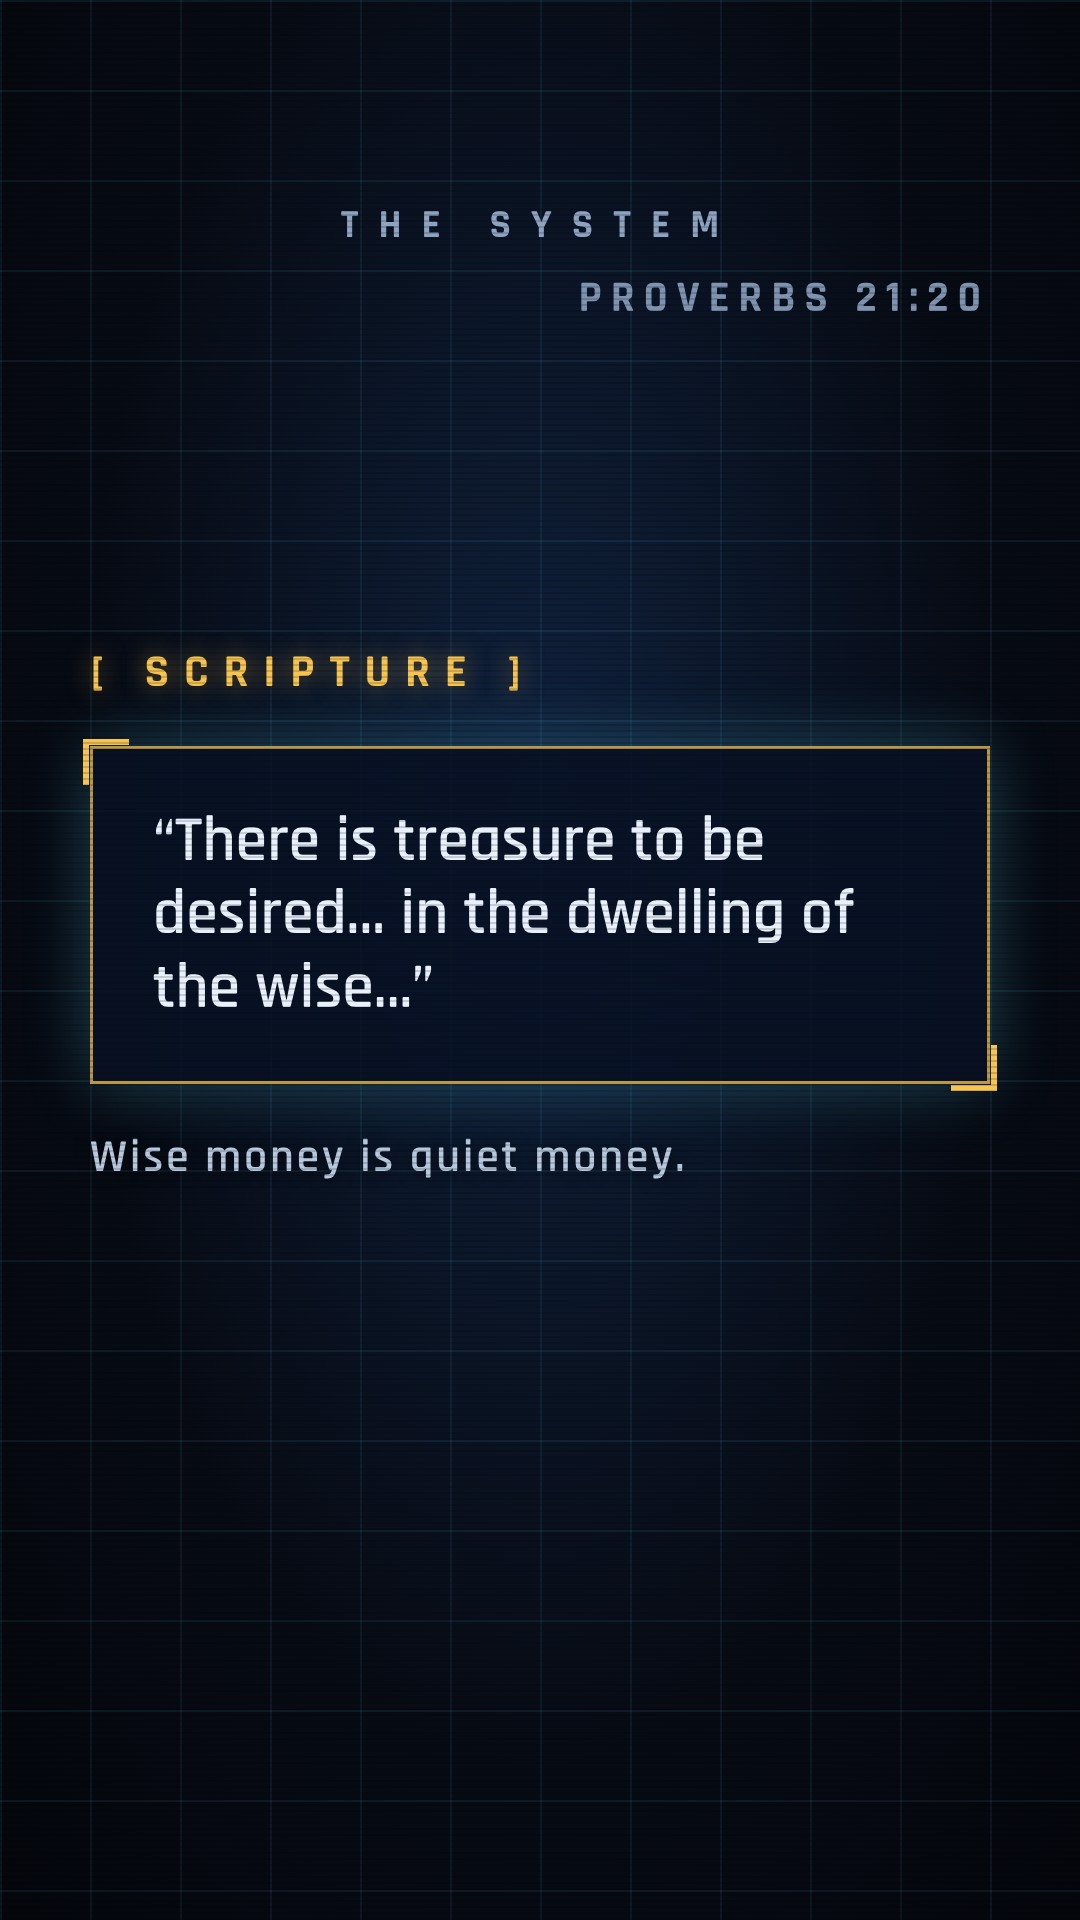 THE SYSTEM
PROVERBS 21:20
[ SCRIPTURE ]
“There is treasure to be
desired... in the dwelling of
the wise...”
Wise money is quiet money.